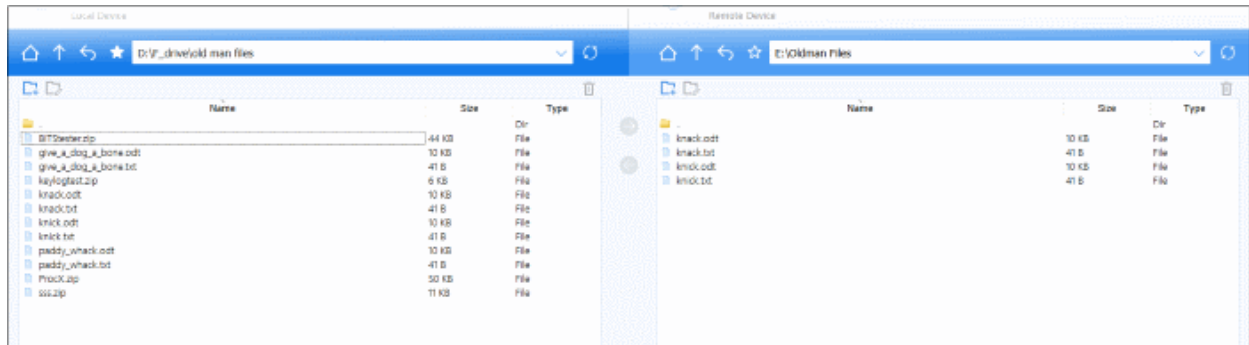 Local Device
Remote Device
D:\F_drive\old man files
E:\Oldman Files
Name Size Type
Name Size Type
.. Dir
BITStester.zip 44 KB File
give_a_dog_a_bone.odt 10 KB File
give_a_dog_a_bone.txt 41 B File
keylogtest.zip 6 KB File
knack.odt 10 KB File
knack.txt 41 B File
knick.odt 10 KB File
knick.txt 41 B File
paddy_whack.odt 10 KB File
paddy_whack.txt 41 B File
ProcX.zip 50 KB File
sss.zip 11 KB File
.. Dir
knack.odt 10 KB File
knack.txt 41 B File
knick.odt 10 KB File
knick.txt 41 B File